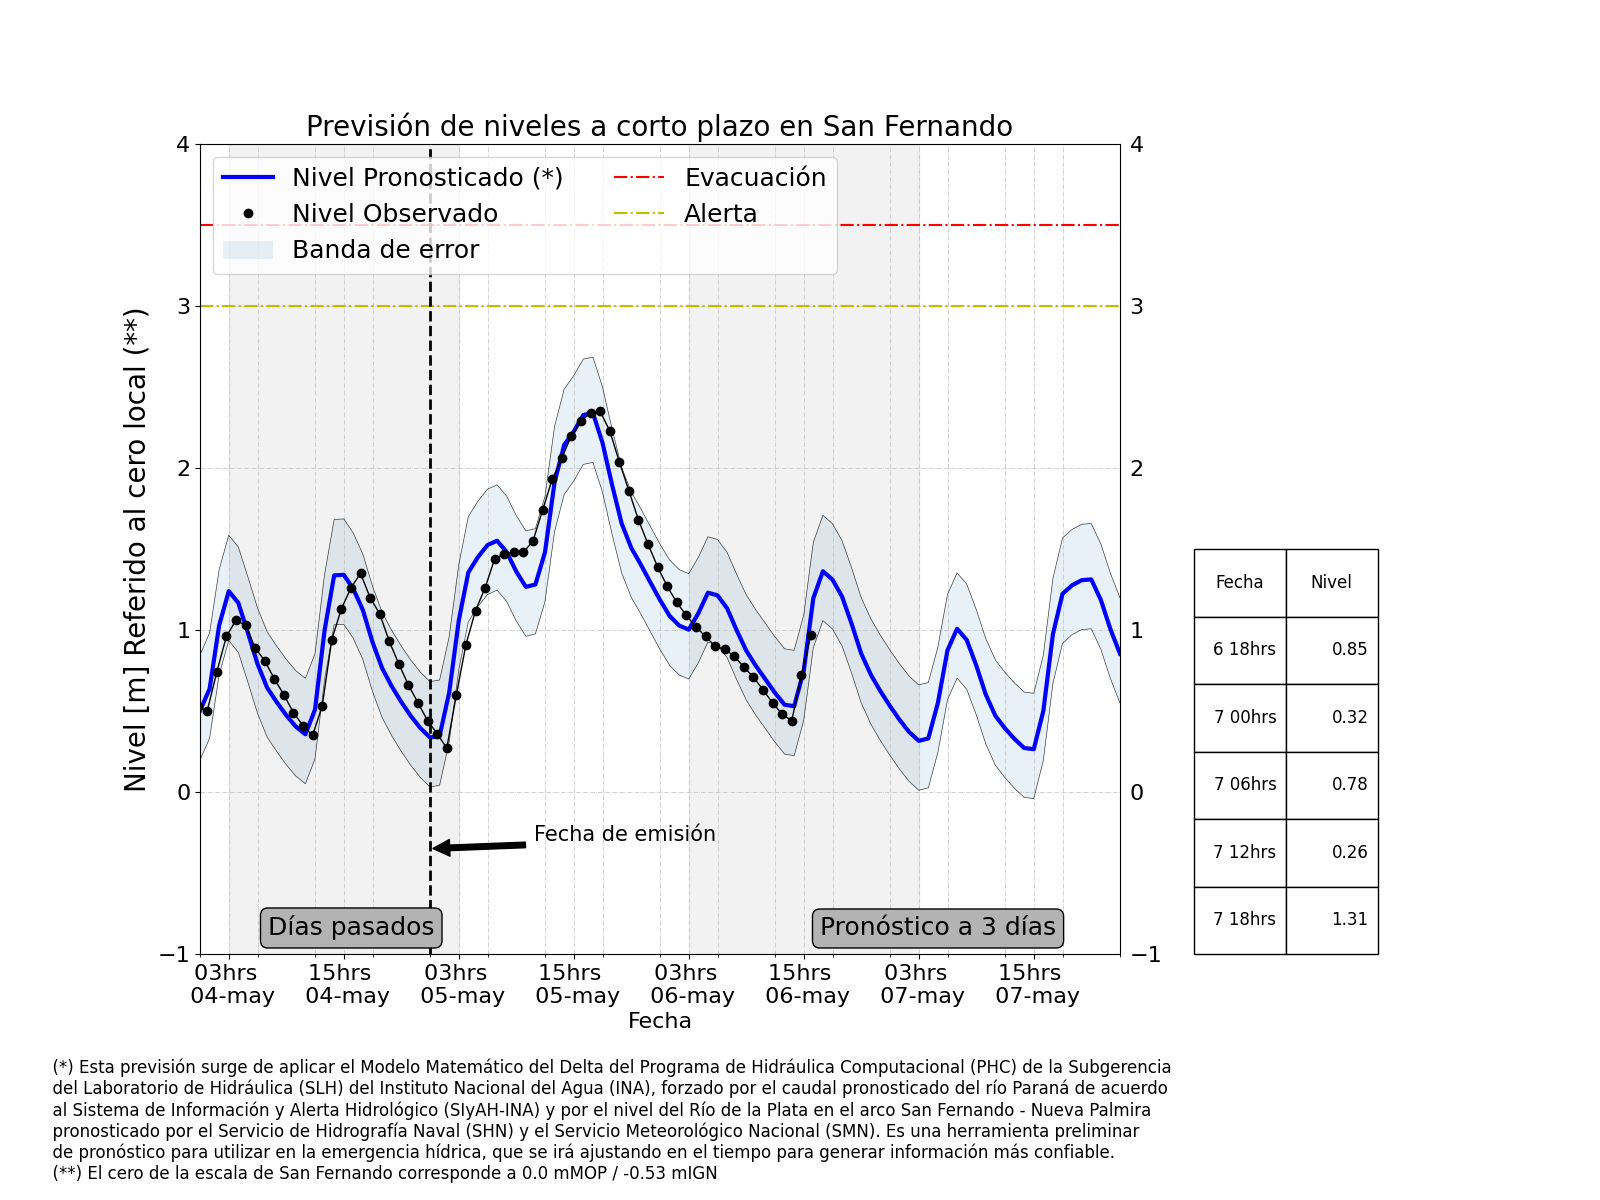 Previsión de niveles a corto plazo en San Fernando
Nivel Pronosticado (*)
Nivel Observado
Banda de error
Evacuación
Alerta
Nivel [m] Referido al cero local (**)
4
3
2
1
0
−1
4
3
2
1
0
−1
Fecha de emisión
Días pasados
Pronóstico a 3 días
03hrs 15hrs 03hrs 15hrs 03hrs 15hrs 03hrs 15hrs
04-may 04-may 05-may 05-may 06-may 06-may 07-may 07-may
Fecha
Fecha Nivel
6 18hrs 0.85
7 00hrs 0.32
7 06hrs 0.78
7 12hrs 0.26
7 18hrs 1.31
(*) Esta previsión surge de aplicar el Modelo Matemático del Delta del Programa de Hidráulica Computacional (PHC) de la Subgerencia
del Laboratorio de Hidráulica (SLH) del Instituto Nacional del Agua (INA), forzado por el caudal pronosticado del río Paraná de acuerdo
al Sistema de Información y Alerta Hidrológico (SIyAH-INA) y por el nivel del Río de la Plata en el arco San Fernando - Nueva Palmira
pronosticado por el Servicio de Hidrografía Naval (SHN) y el Servicio Meteorológico Nacional (SMN). Es una herramienta preliminar
de pronóstico para utilizar en la emergencia hídrica, que se irá ajustando en el tiempo para generar información más confiable.
(**) El cero de la escala de San Fernando corresponde a 0.0 mMOP / -0.53 mIGN